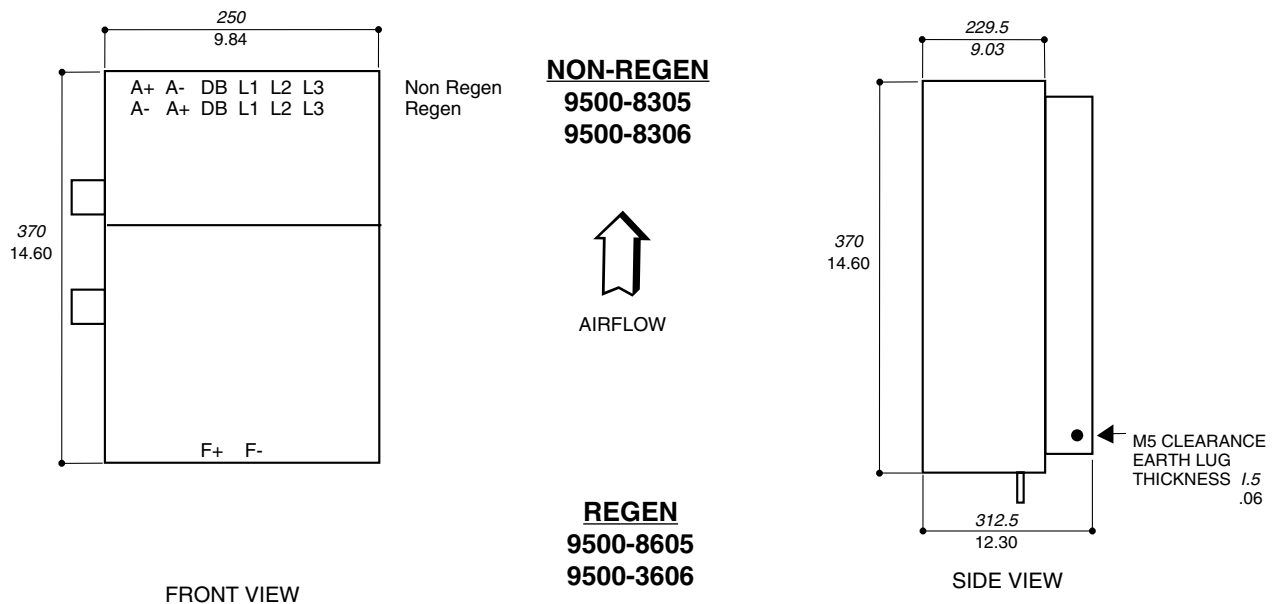 250
9.84
A+ A- DB L1 L2 L3 Non Regen
A- A+ DB L1 L2 L3 Regen
370
14.60
F+ F-
FRONT VIEW
NON-REGEN
9500-8305
9500-8306
AIRFLOW
REGEN
9500-8605
9500-3606
229.5
9.03
370
14.60
M5 CLEARANCE
EARTH LUG
THICKNESS 1.5
.06
312.5
12.30
SIDE VIEW